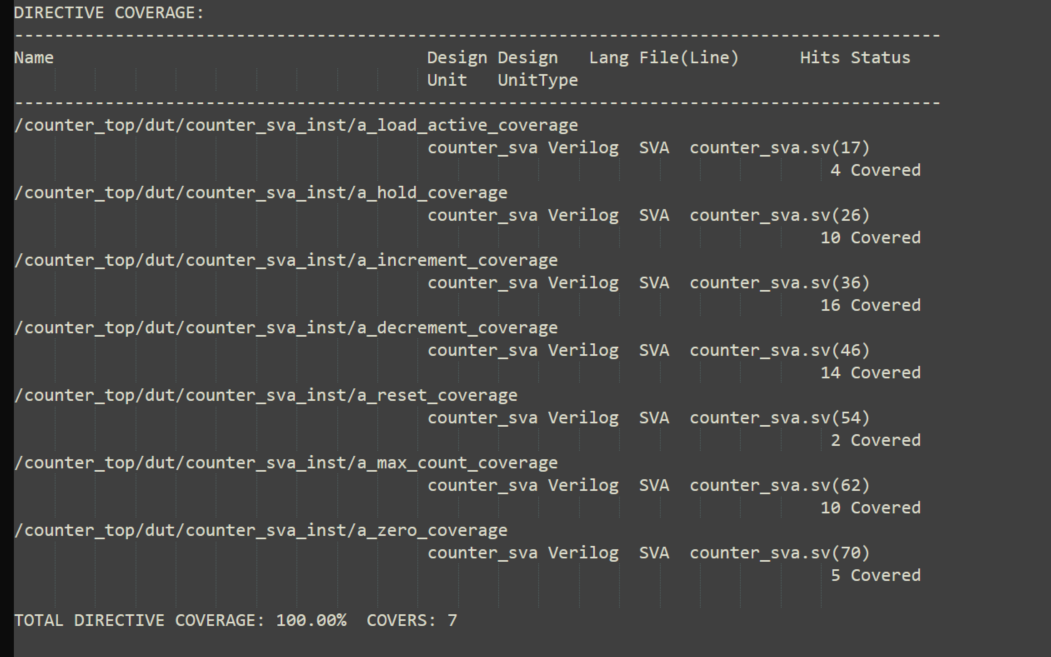 DIRECTIVE COVERAGE:
--------------------------------------------------------------------------------------------
Name                                     Design Design   Lang File(Line)      Hits Status
                                         Unit   UnitType
--------------------------------------------------------------------------------------------
/counter_top/dut/counter_sva_inst/a_load_active_coverage
                                         counter_sva Verilog  SVA  counter_sva.sv(17)
                                                                                 4 Covered
/counter_top/dut/counter_sva_inst/a_hold_coverage
                                         counter_sva Verilog  SVA  counter_sva.sv(26)
                                                                                10 Covered
/counter_top/dut/counter_sva_inst/a_increment_coverage
                                         counter_sva Verilog  SVA  counter_sva.sv(36)
                                                                                16 Covered
/counter_top/dut/counter_sva_inst/a_decrement_coverage
                                         counter_sva Verilog  SVA  counter_sva.sv(46)
                                                                                14 Covered
/counter_top/dut/counter_sva_inst/a_reset_coverage
                                         counter_sva Verilog  SVA  counter_sva.sv(54)
                                                                                 2 Covered
/counter_top/dut/counter_sva_inst/a_max_count_coverage
                                         counter_sva Verilog  SVA  counter_sva.sv(62)
                                                                                10 Covered
/counter_top/dut/counter_sva_inst/a_zero_coverage
                                         counter_sva Verilog  SVA  counter_sva.sv(70)
                                                                                 5 Covered
TOTAL DIRECTIVE COVERAGE: 100.00%  COVERS: 7